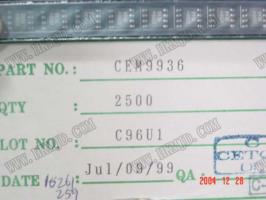 PART NO.: CEM9936
QTY 2500
LOT NO. : C96U1
DATE : Jul/09/99 QA :
2004 12 28